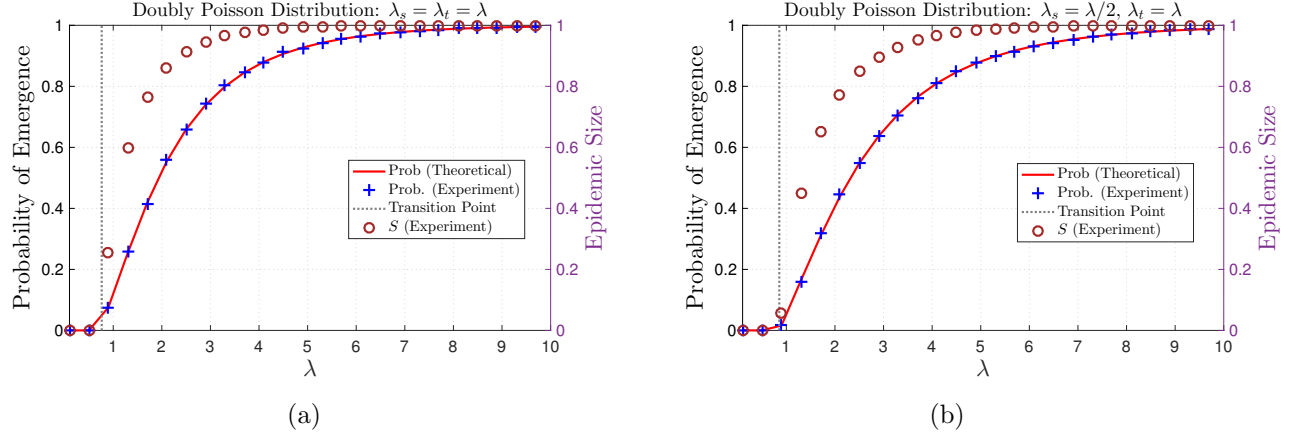 Doubly Poisson Distribution: λ_s = λ_t = λ
Probability of Emergence
1
0.8
0.6
0.4
0.2
0
1
0.8
0.6
0.4
0.2
0
Epidemic Size
Prob (Theoretical)
Prob. (Experiment)
Transition Point
S (Experiment)
1 2 3 4 5 6 7 8 9 10
λ
(a)
Doubly Poisson Distribution: λ_s = λ/2, λ_t = λ
Probability of Emergence
1
0.8
0.6
0.4
0.2
0
1
0.8
0.6
0.4
0.2
0
Epidemic Size
Prob (Theoretical)
Prob. (Experiment)
Transition Point
S (Experiment)
1 2 3 4 5 6 7 8 9 10
λ
(b)